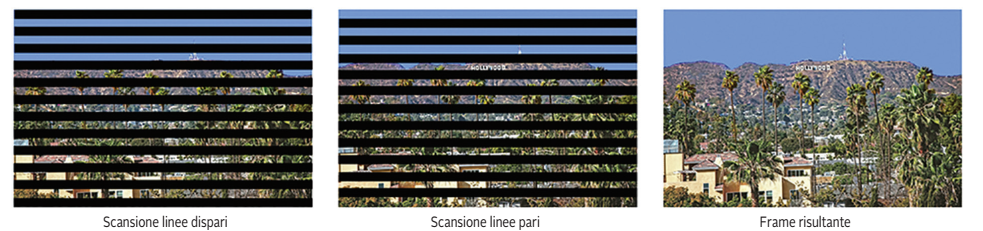 HOLLYWOOD
HOLLYWOOD
Scansione linee dispari
Scansione linee pari
Frame risultante